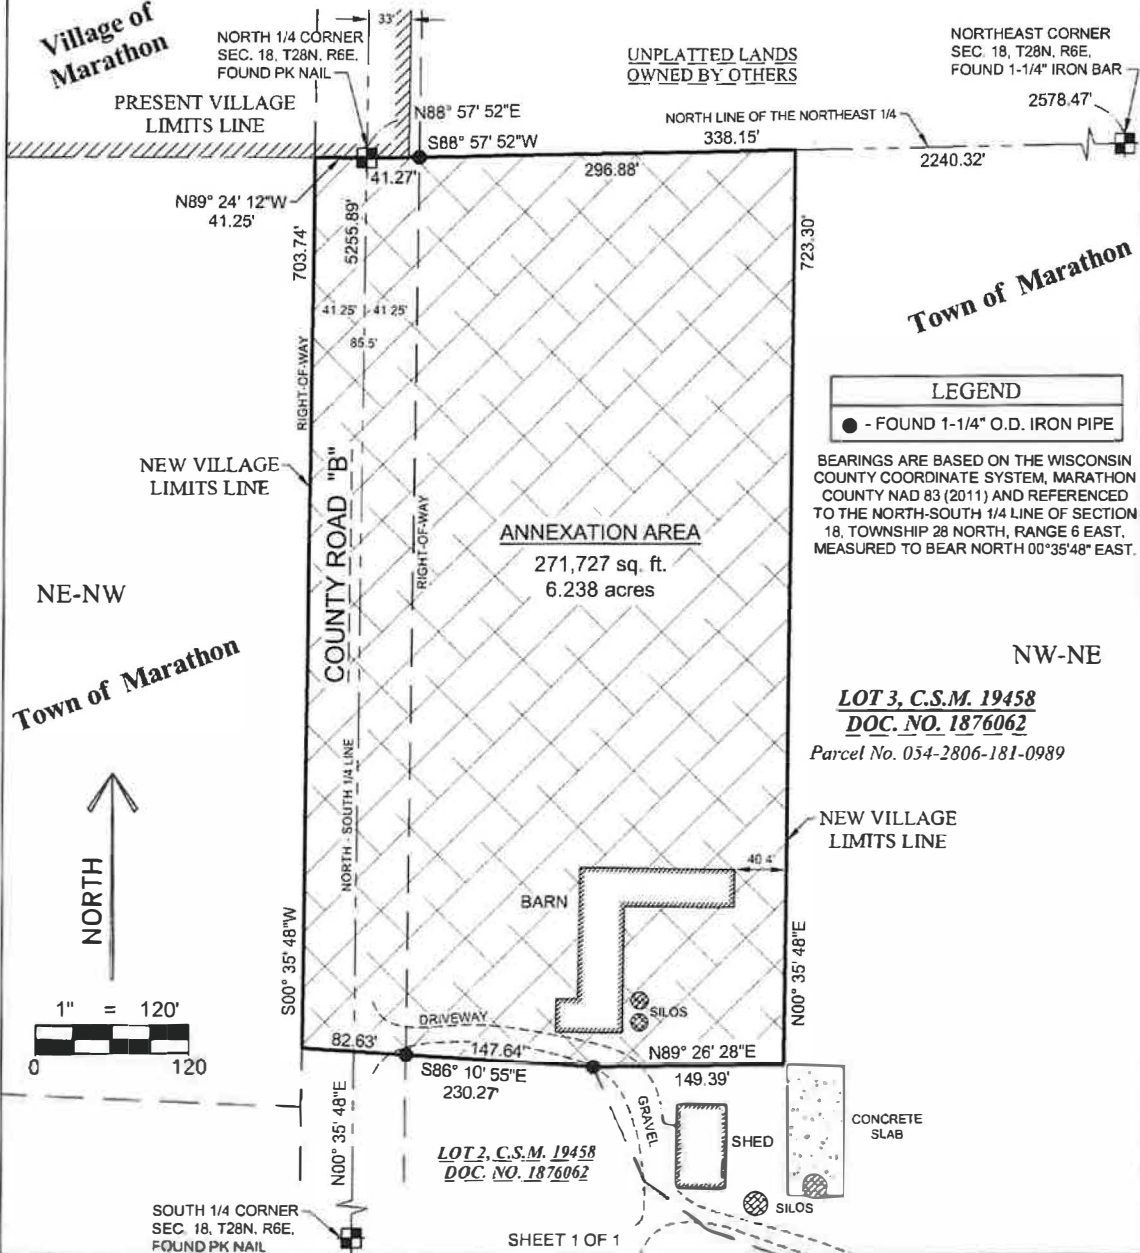 Village of
Marathon
NORTH 1/4 CORNER
SEC. 18, T28N, R6E,
FOUND PK NAIL
33'
UNPLATTED LANDS
OWNED BY OTHERS
NORTHEAST CORNER
SEC. 18, T28N, R6E,
FOUND 1-1/4" IRON BAR
2578.47'
PRESENT VILLAGE
LIMITS LINE
N88° 57' 52"E
S88° 57' 52"W
NORTH LINE OF THE NORTHEAST 1/4
338.15'
2240.32'
41.27'
296.88'
N89° 24' 12"W
41.25'
703.74'
5255.89'
723.30'
Town of Marathon
41.25'
41.25'
85.5'
RIGHT-OF-WAY
LEGEND
- FOUND 1-1/4" O.D. IRON PIPE
BEARINGS ARE BASED ON THE WISCONSIN
COUNTY COORDINATE SYSTEM, MARATHON
COUNTY NAD 83 (2011) AND REFERENCED
TO THE NORTH-SOUTH 1/4 LINE OF SECTION
18, TOWNSHIP 28 NORTH, RANGE 6 EAST,
MEASURED TO BEAR NORTH 00°35'48" EAST.
NEW VILLAGE
LIMITS LINE
COUNTY ROAD "B"
RIGHT-OF-WAY
ANNEXATION AREA
271,727 sq. ft.
6.238 acres
NE-NW
NW-NE
Town of Marathon
LOT 3, C.S.M. 19458
DOC. NO. 1876062
Parcel No. 054-2806-181-0989
NORTH - SOUTH 1/4 LINE
NEW VILLAGE
LIMITS LINE
40.4'
BARN
NORTH
S00° 35' 48"W
N00° 35' 48"E
SILOS
1" = 120'
0
120
DRIVEWAY
82.63'
147.64'
N89° 26' 28"E
S86° 10' 55"E
230.27'
149.39'
N00° 35' 48"E
GRAVEL
SHED
CONCRETE
SLAB
LOT 2, C.S.M. 19458
DOC. NO. 1876062
SILOS
SOUTH 1/4 CORNER
SEC. 18, T28N, R6E,
FOUND PK NAIL
SHEET 1 OF 1